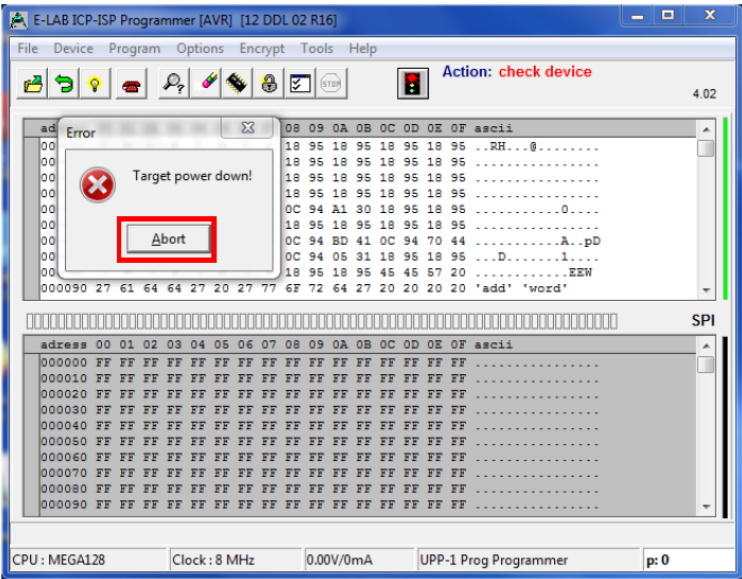 E-LAB ICP-ISP Programmer [AVR] [12 DDL 02 R16]
File Device Program Options Encrypt Tools Help
STOP
Action: check device
4.02
ad 08 09 0A 0B 0C 0D 0E 0F ascii
00 18 95 18 95 18 95 18 95 ..RH...@........
00 18 95 18 95 18 95 18 95 ................
00 18 95 18 95 18 95 18 95 ................
00 18 95 18 95 18 95 18 95 ................
00 0C 94 A1 30 18 95 18 95 ...........0....
00 18 95 18 95 18 95 18 95 ................
00 0C 94 BD 41 0C 94 70 44 ...........A..pD
00 0C 94 05 31 18 95 18 95 ...D.......1....
00 18 95 18 95 45 45 57 20 ............EEW
000090 27 61 64 64 27 20 27 77 6F 72 64 27 20 20 20 20 'add' 'word'
Error
Target power down!
Abort
SPI
adress 00 01 02 03 04 05 06 07 08 09 0A 0B 0C 0D 0E 0F ascii
000000 FF FF FF FF FF FF FF FF FF FF FF FF FF FF FF FF ................
000010 FF FF FF FF FF FF FF FF FF FF FF FF FF FF FF FF ................
000020 FF FF FF FF FF FF FF FF FF FF FF FF FF FF FF FF ................
000030 FF FF FF FF FF FF FF FF FF FF FF FF FF FF FF FF ................
000040 FF FF FF FF FF FF FF FF FF FF FF FF FF FF FF FF ................
000050 FF FF FF FF FF FF FF FF FF FF FF FF FF FF FF FF ................
000060 FF FF FF FF FF FF FF FF FF FF FF FF FF FF FF FF ................
000070 FF FF FF FF FF FF FF FF FF FF FF FF FF FF FF FF ................
000080 FF FF FF FF FF FF FF FF FF FF FF FF FF FF FF FF ................
000090 FF FF FF FF FF FF FF FF FF FF FF FF FF FF FF FF ................
CPU : MEGA128 Clock : 8 MHz 0.00V/0mA UPP-1 Prog Programmer p: 0